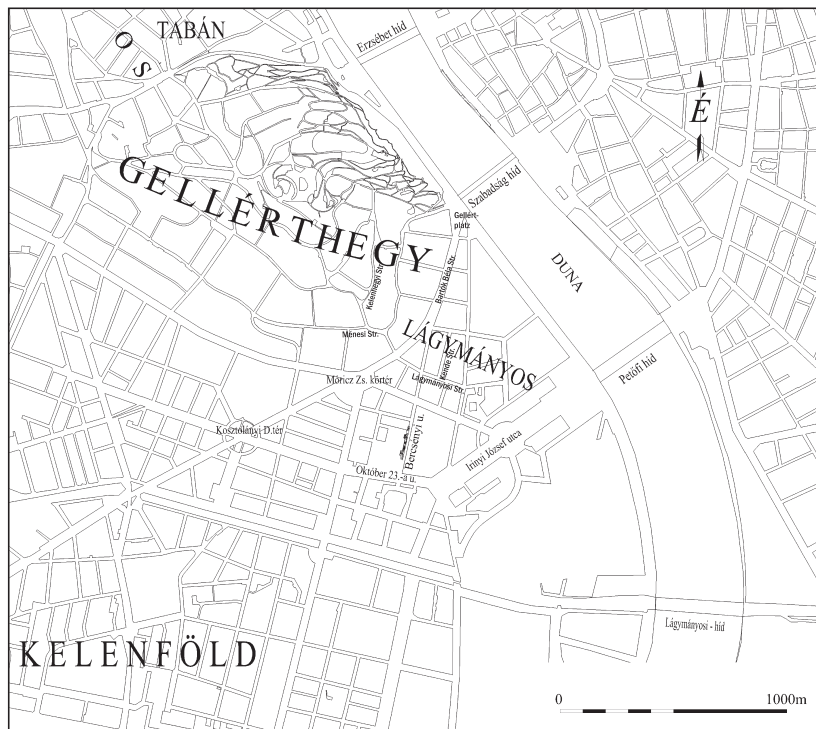 TABÁN
OS
Erzsébet híd
É
GELLÉRTHEGY
Szabadság híd
Gellért-
platz
DUNA
Kelenhegyi Str.
Bartók Béla Str.
Ménesi Str.
LÁGYMÁNYOS
Kende Str.
Petőfi híd
Móricz Zs. körtér
Lágymányosi Str.
Kosztolányi D.tér
Bercsényi u.
Irinyi József utca
Október 23.-a u.
Lágymányosi - híd
KELENFÖLD
0 1000m